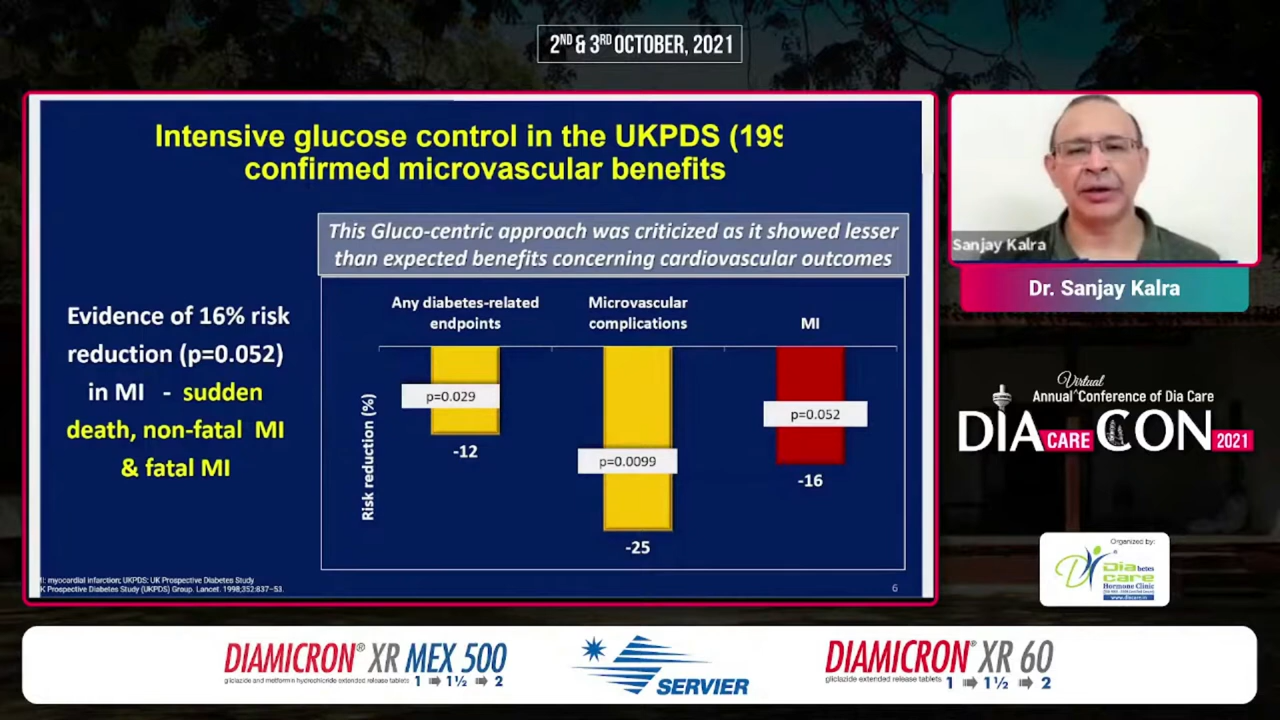 2ND & 3RD OCTOBER, 2021
Intensive glucose control in the UKPDS (199
confirmed microvascular benefits
This Gluco-centric approach was criticized as it showed lesser
than expected benefits concerning cardiovascular outcomes
Evidence of 16% risk
reduction (p=0.052)
in MI - sudden
death, non-fatal MI
& fatal MI
Any diabetes-related
endpoints
Microvascular
complications
MI
Risk reduction (%)
p=0.029
p=0.0099
p=0.052
-12
-25
-16
I: myocardial infarction; UKPDS: UK Prospective Diabetes Study
K Prospective Diabetes Study (UKPDS) Group. Lancet. 1998;352:837–53.
6
Sanjay Kalra
Dr. Sanjay Kalra
Virtual
Annual ^ Conference of Dia Care
DIA CARE CON 2021
Organized by:
Diabetes
care
Hormone Clinic
DIAMICRON® XR MEX 500
gliclazide and metformin hydrochloride extended release tablets 1 1½ 2
SERVIER
DIAMICRON® XR 60
gliclazide extended release tablets 1 1½ 2